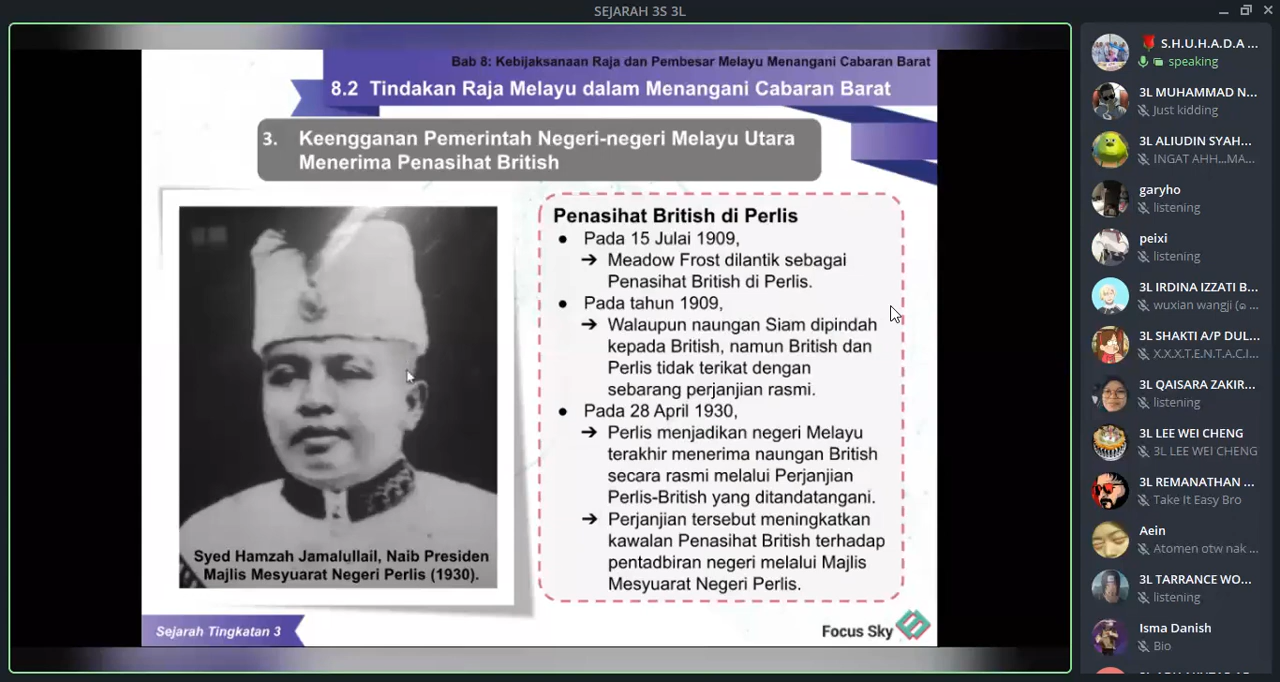 SEJARAH 3S 3L
Bab 8: Kebijaksanaan Raja dan Pembesar Melayu Menangani Cabaran Barat
8.2 Tindakan Raja Melayu dalam Menangani Cabaran Barat
3. Keengganan Pemerintah Negeri-negeri Melayu Utara
Menerima Penasihat British
Syed Hamzah Jamalullail, Naib Presiden
Majlis Mesyuarat Negeri Perlis (1930).
Penasihat British di Perlis
● Pada 15 Julai 1909,
→ Meadow Frost dilantik sebagai
Penasihat British di Perlis.
● Pada tahun 1909,
→ Walaupun naungan Siam dipindah
kepada British, namun British dan
Perlis tidak terikat dengan
sebarang perjanjian rasmi.
● Pada 28 April 1930,
→ Perlis menjadikan negeri Melayu
terakhir menerima naungan British
secara rasmi melalui Perjanjian
Perlis-British yang ditandatangani.
→ Perjanjian tersebut meningkatkan
kawalan Penasihat British terhadap
pentadbiran negeri melalui Majlis
Mesyuarat Negeri Perlis.
Sejarah Tingkatan 3
Focus Sky
🌹 S.H.U.H.A.D.A ...
speaking
3L MUHAMMAD N...
Just kidding
3L ALIUDIN SYAH...
INGAT AHH...MA...
garyho
listening
peixi
listening
3L IRDINA IZZATI B...
wuxian wangji (๑ ...
3L SHAKTI A/P DUL...
X.X.X.T.E.N.T.A.C.I...
3L QAISARA ZAKIR...
listening
3L LEE WEI CHENG
3L LEE WEI CHENG
3L REMANATHAN ...
Take It Easy Bro
Aein
Atomen otw nak ...
3L TARRANCE WO...
listening
Isma Danish
Bio